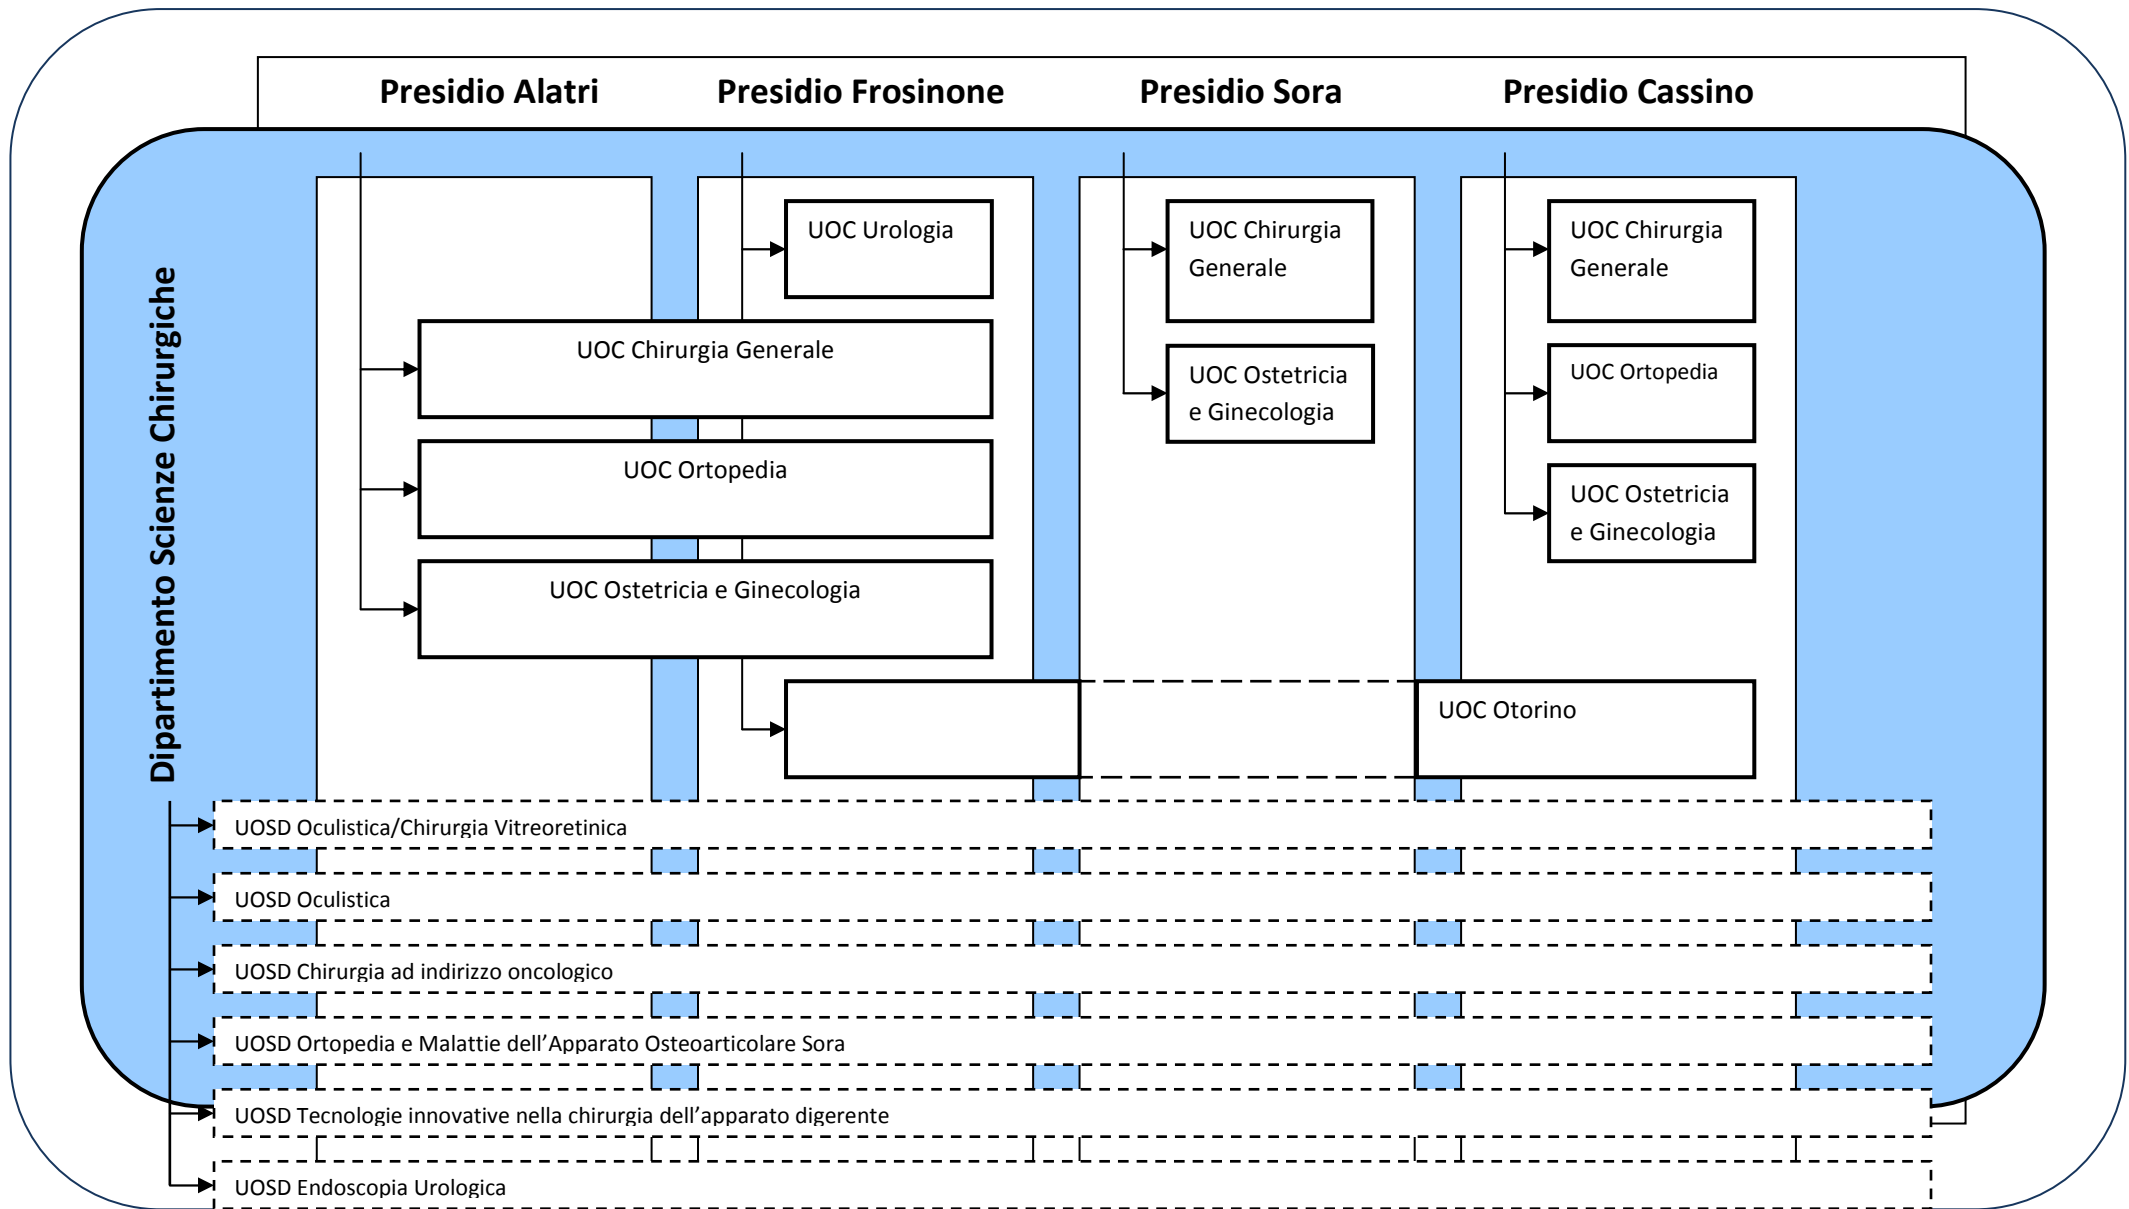 Presidio Alatri
Presidio Frosinone
Presidio Sora
Presidio Cassino
Dipartimento Scienze Chirurgiche
UOC Urologia
UOC Chirurgia
Generale
UOC Chirurgia
Generale
UOC Chirurgia Generale
UOC Ostetricia
e Ginecologia
UOC Ortopedia
UOC Ortopedia
UOC Ostetricia
e Ginecologia
UOC Ostetricia e Ginecologia
UOC Otorino
UOSD Oculistica/Chirurgia Vitreoretinica
UOSD Oculistica
UOSD Chirurgia ad indirizzo oncologico
UOSD Ortopedia e Malattie dell’Apparato Osteoarticolare Sora
UOSD Tecnologie innovative nella chirurgia dell’apparato digerente
UOSD Endoscopia Urologica